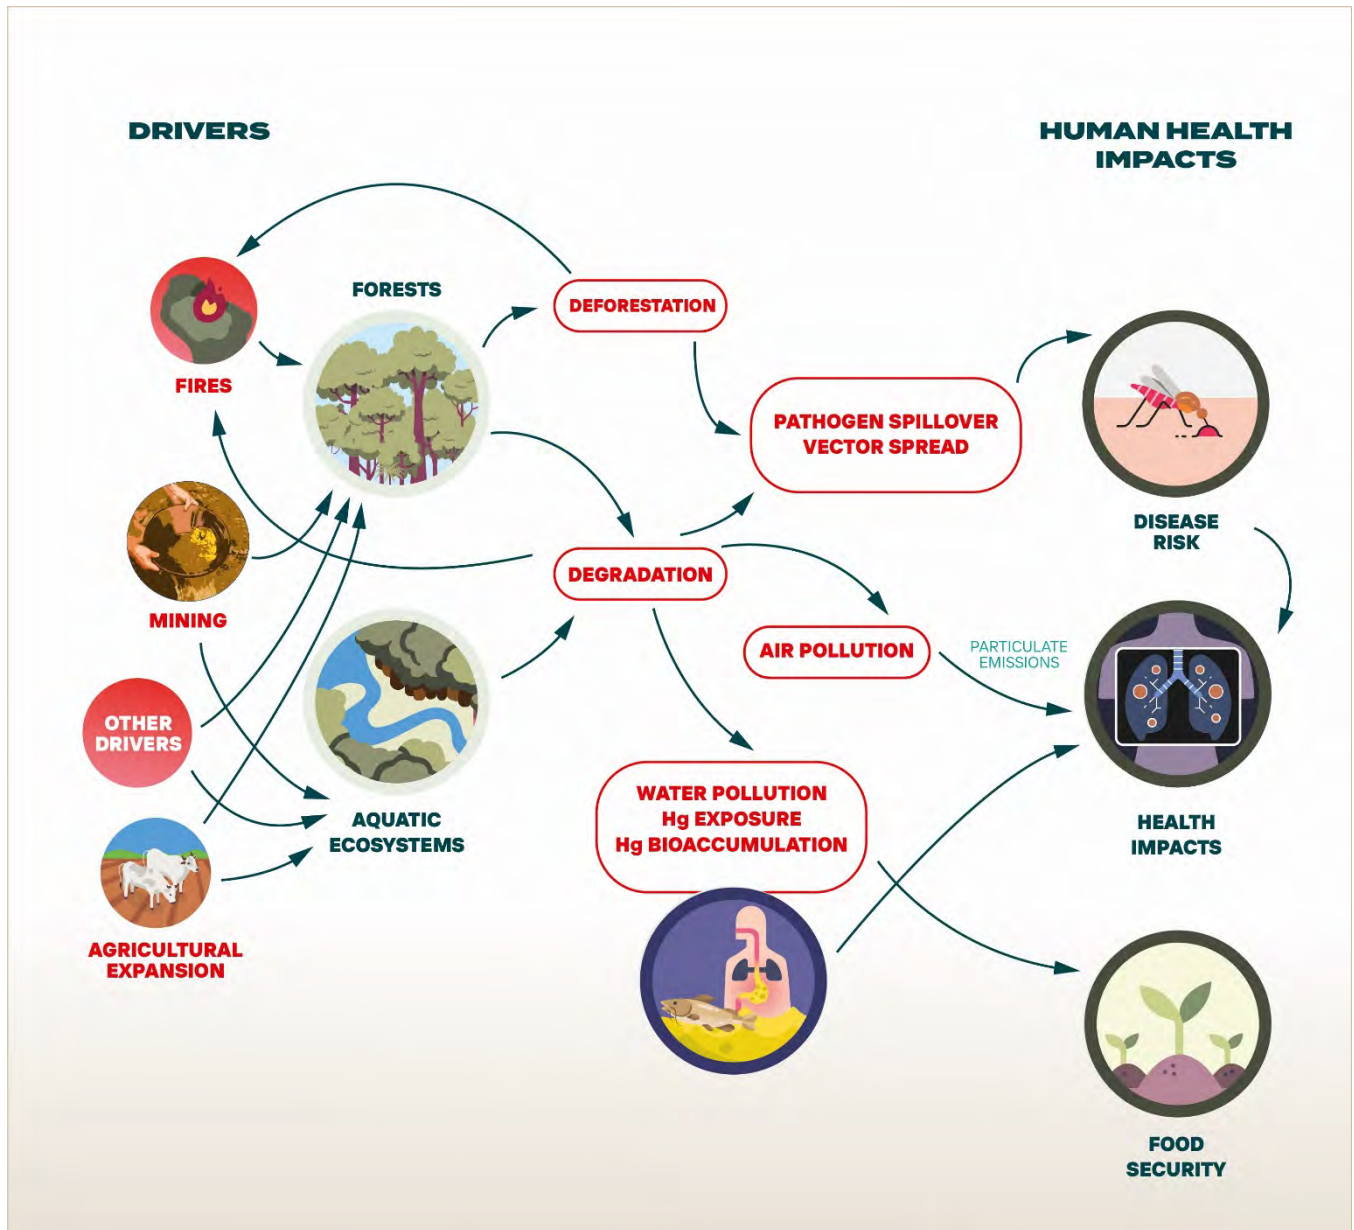 DRIVERS
HUMAN HEALTH
IMPACTS
FORESTS
DEFORESTATION
FIRES
PATHOGEN SPILLOVER
VECTOR SPREAD
DISEASE
RISK
DEGRADATION
MINING
AIR POLLUTION
PARTICULATE
EMISSIONS
OTHER
DRIVERS
WATER POLLUTION
Hg EXPOSURE
Hg BIOACCUMULATION
AQUATIC
ECOSYSTEMS
HEALTH
IMPACTS
AGRICULTURAL
EXPANSION
FOOD
SECURITY